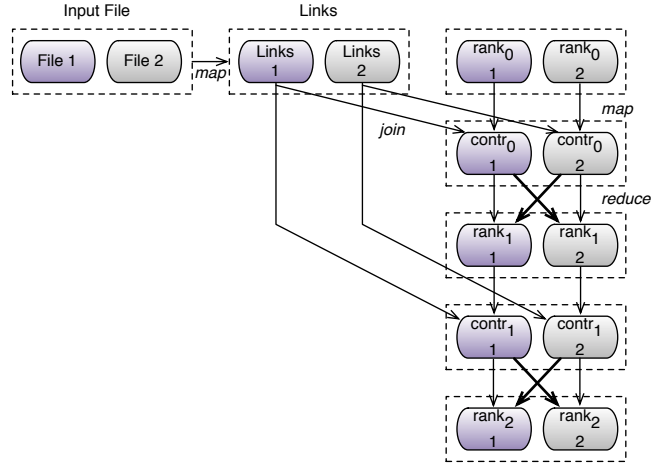 Input File
Links
File 1
File 2
map
Links
1
Links
2
rank0
1
rank0
2
join
map
contr0
1
contr0
2
reduce
rank1
1
rank1
2
contr1
1
contr1
2
rank2
1
rank2
2